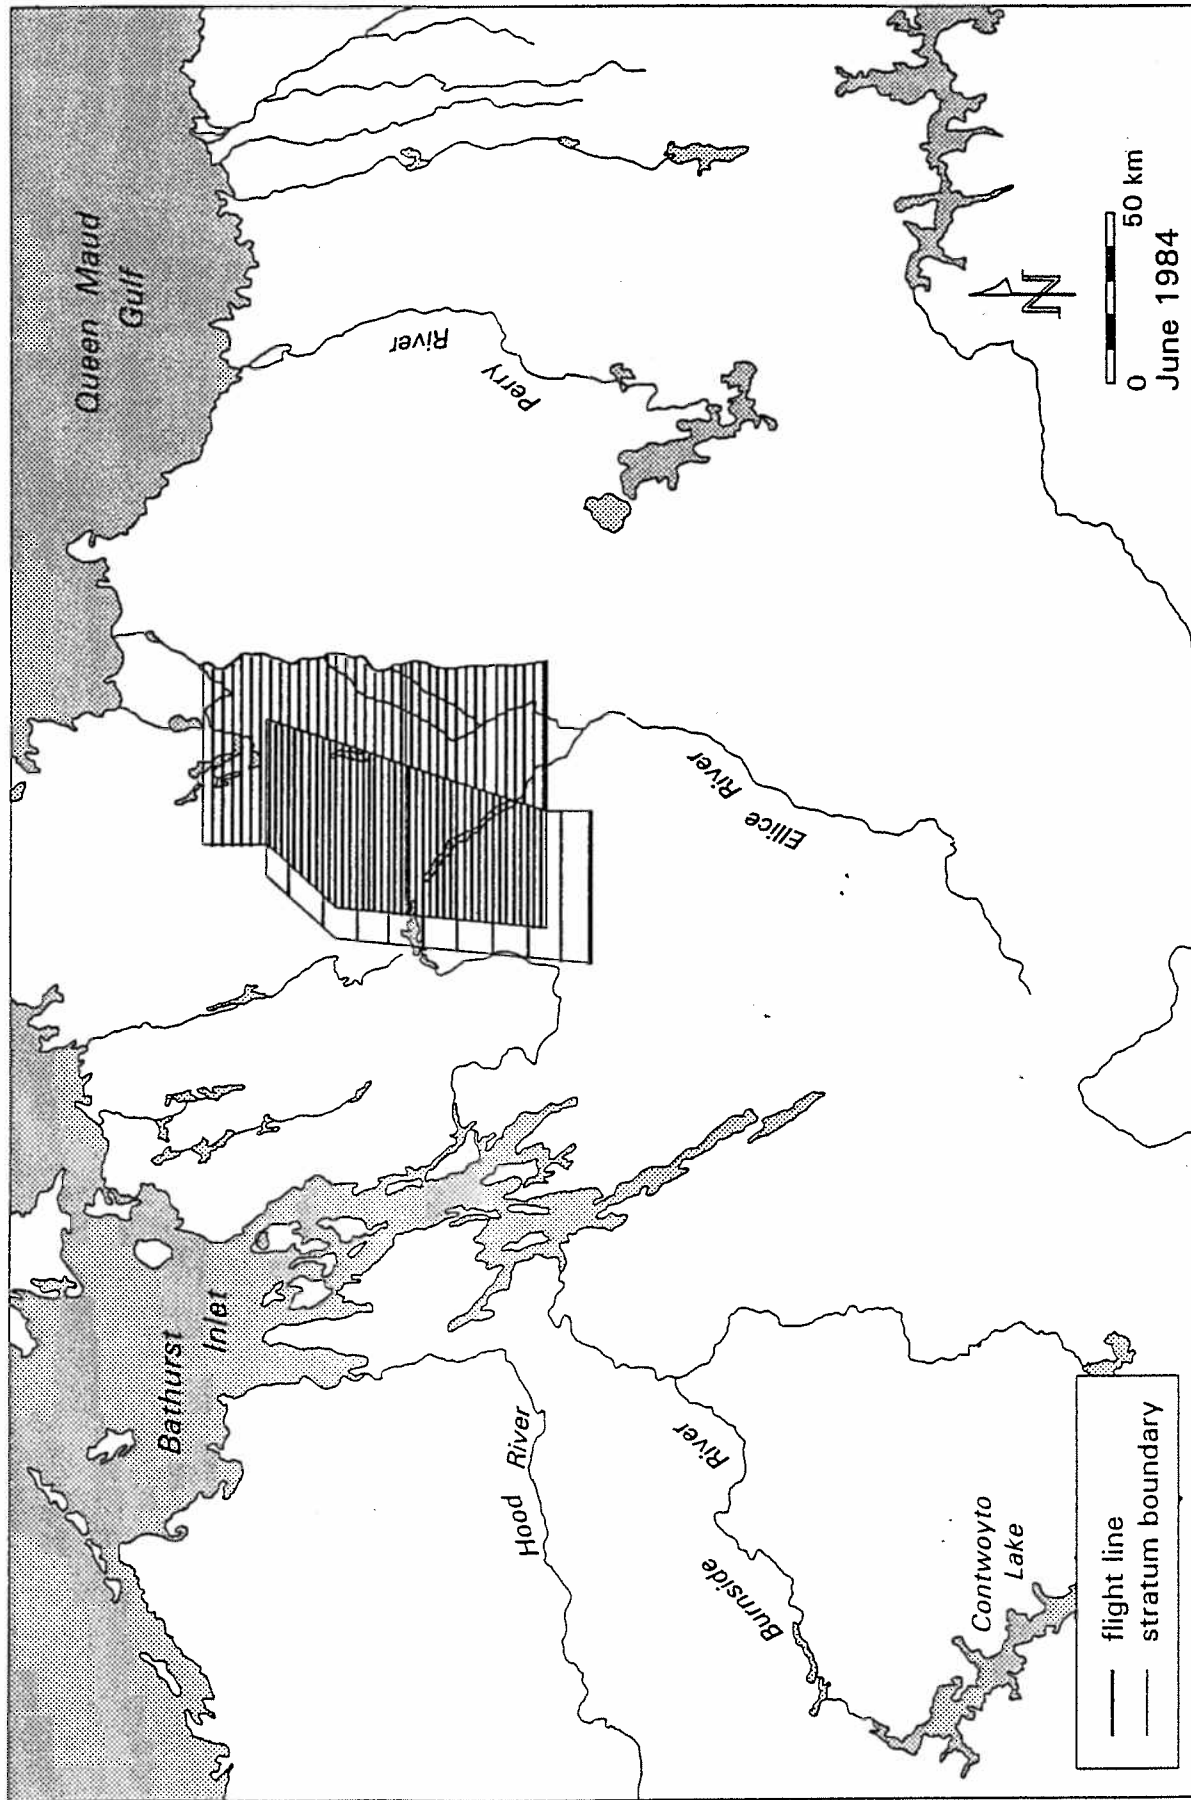 Queen Maud
Gulf
Bathurst
Inlet
Perry
River
Ellice River
Hood River
Burnside
River
Contwoyto
Lake
N
0 50 km
June 1984
flight line
stratum boundary